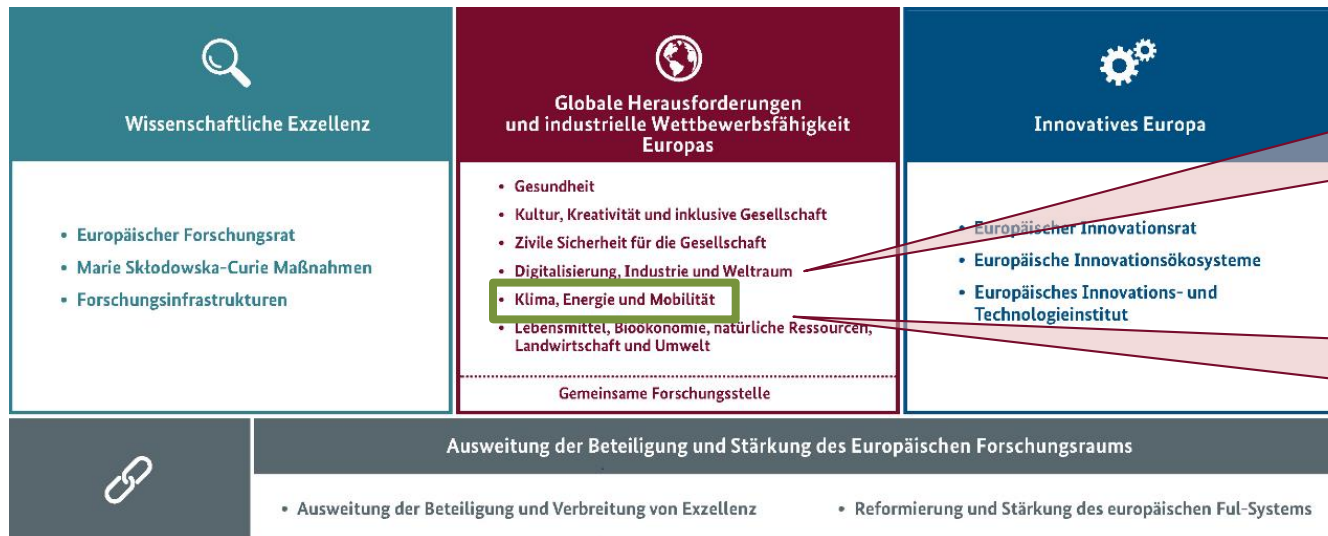 Wissenschaftliche Exzellenz
• Europäischer Forschungsrat
• Marie Skłodowska-Curie Maßnahmen
• Forschungsinfrastrukturen
Globale Herausforderungen
und industrielle Wettbewerbsfähigkeit
Europas
• Gesundheit
• Kultur, Kreativität und inklusive Gesellschaft
• Zivile Sicherheit für die Gesellschaft
• Digitalisierung, Industrie und Weltraum
• Klima, Energie und Mobilität
• Lebensmittel, Bioökonomie, natürliche Ressourcen,
Landwirtschaft und Umwelt
Gemeinsame Forschungsstelle
Innovatives Europa
• Europäischer Innovationsrat
• Europäische Innovationsökosysteme
• Europäisches Innovations- und
Technologieinstitut
Ausweitung der Beteiligung und Stärkung des Europäischen Forschungsraums
• Ausweitung der Beteiligung und Verbreitung von Exzellenz
• Reformierung und Stärkung des europäischen FuI-Systems